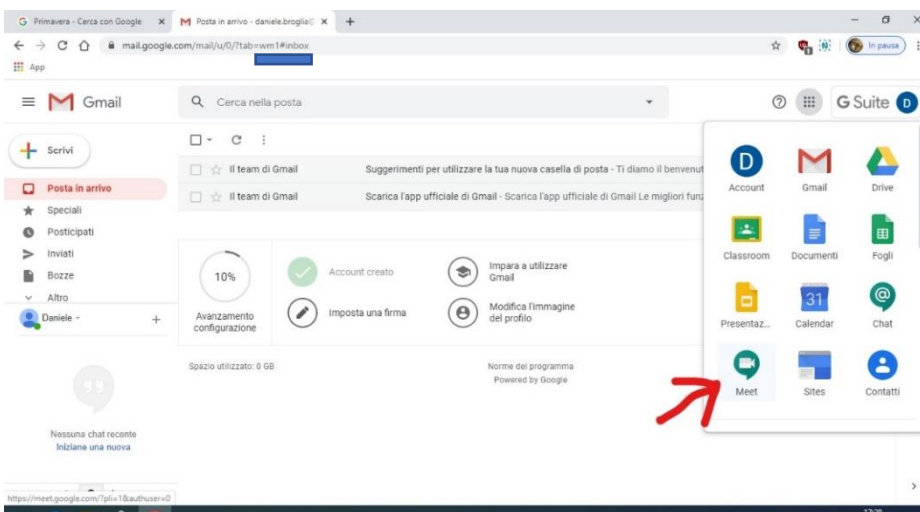 Primavera - Cerca con Google
Posta in arrivo - daniele.broglia@
mail.google.com/mail/u/0/?tab=wm1#inbox
In pausa
App
Gmail
Cerca nella posta
G Suite
D
Scrivi
Posta in arrivo
Speciali
Posticipati
Inviati
Bozze
Altro
Daniele
Nessuna chat recente
Iniziane una nuova
https://meet.google.com/?pli=1&authuser=0
Il team di Gmail Suggerimenti per utilizzare la tua nuova casella di posta - Ti diamo il benvenut
Il team di Gmail Scarica l'app ufficiale di Gmail - Scarica l'app ufficiale di Gmail Le migliori funz
10%
Avanzamento
configurazione
Account creato
Imposta una firma
Impara a utilizzare
Gmail
Modifica l'immagine
del profilo
Spazio utilizzato: 0 GB
Norme del programma
Powered by Google
D
Account Gmail Drive
Classroom Documenti Fogli
31
Presentaz... Calendar Chat
Meet Sites Contatti